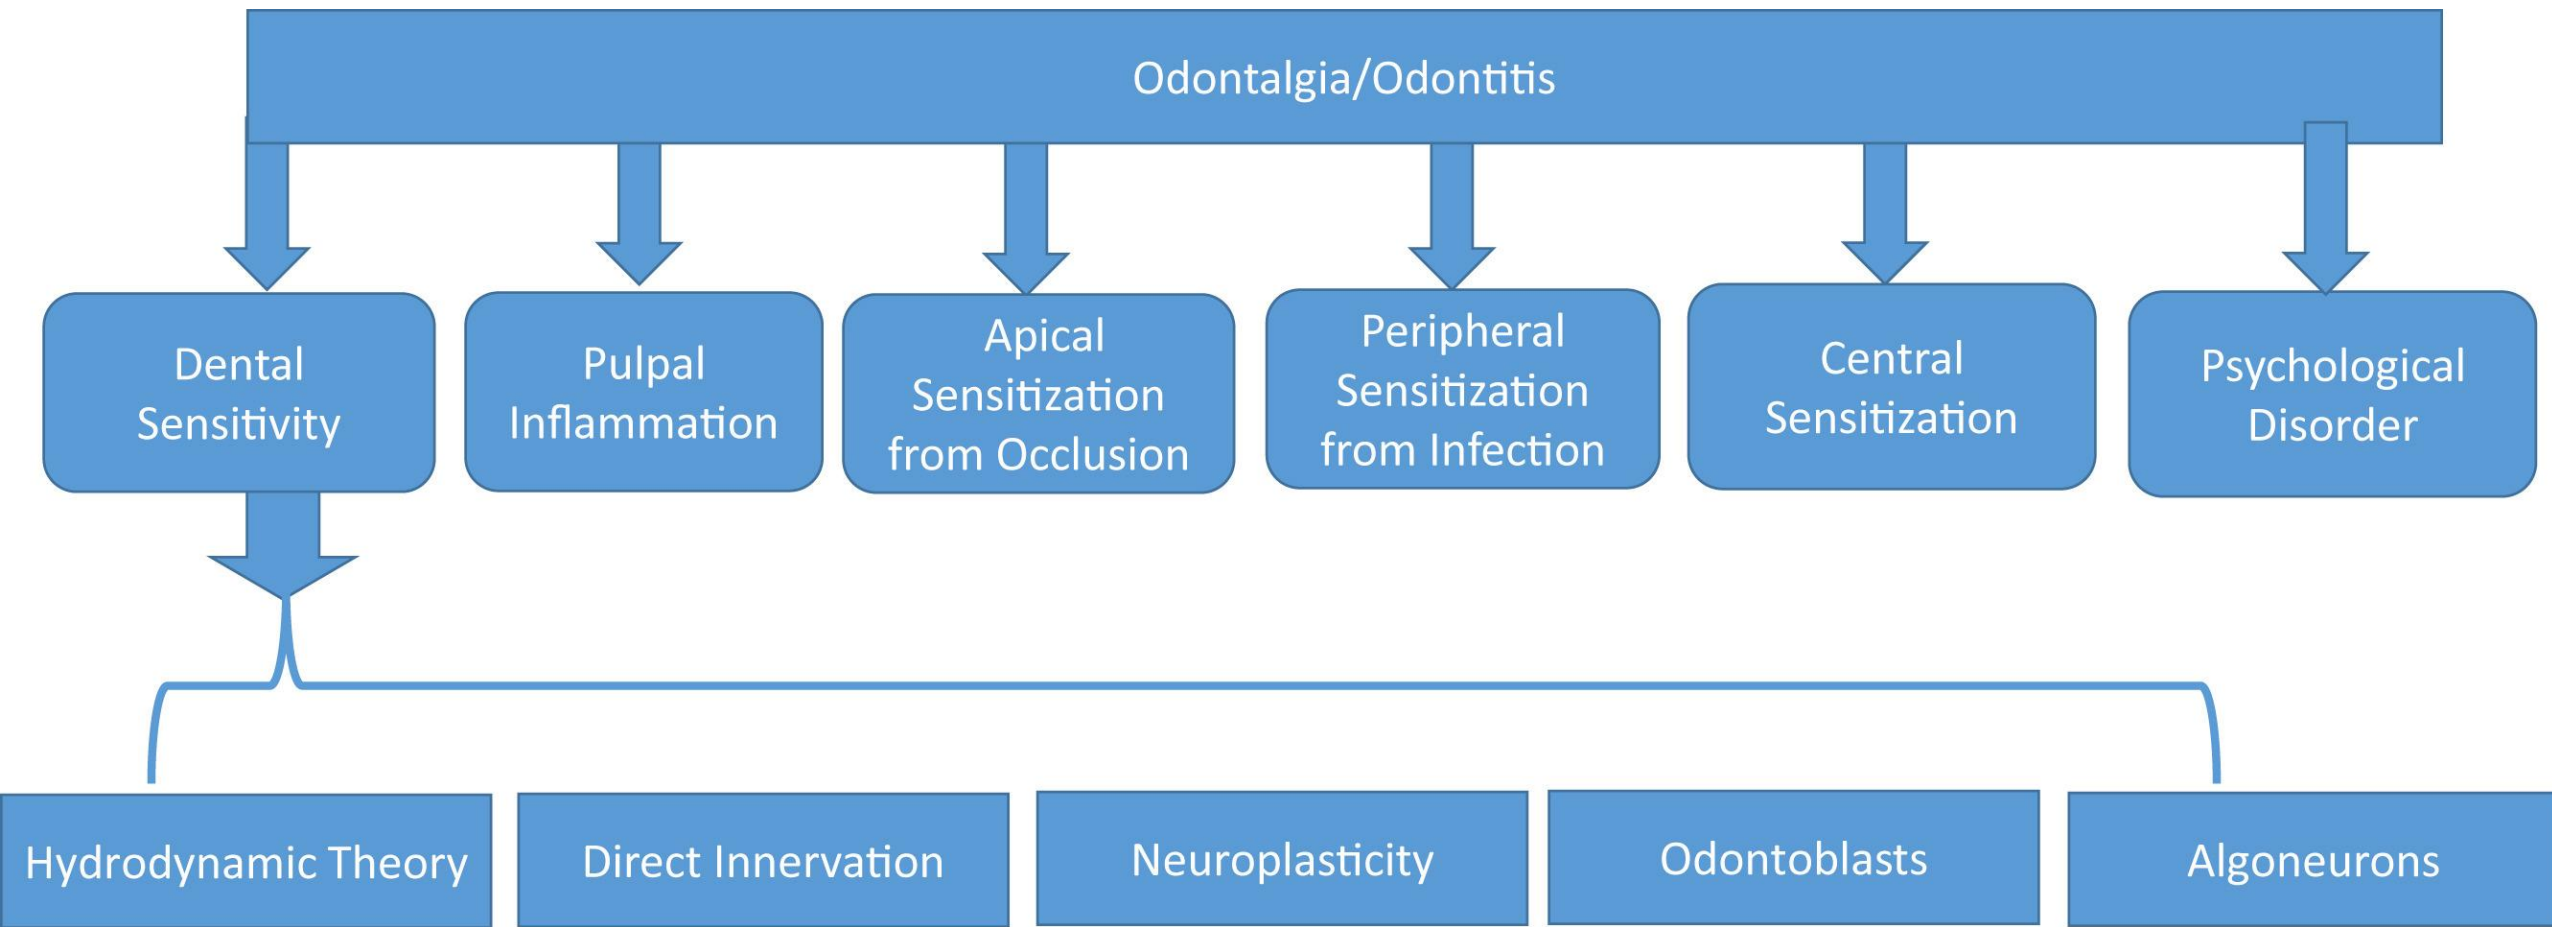 Odontalgia/Odontitis
Dental
Sensitivity
Pulpal
Inflammation
Apical
Sensitization
from Occlusion
Peripheral
Sensitization
from Infection
Central
Sensitization
Psychological
Disorder
Hydrodynamic Theory
Direct Innervation
Neuroplasticity
Odontoblasts
Algoneurons